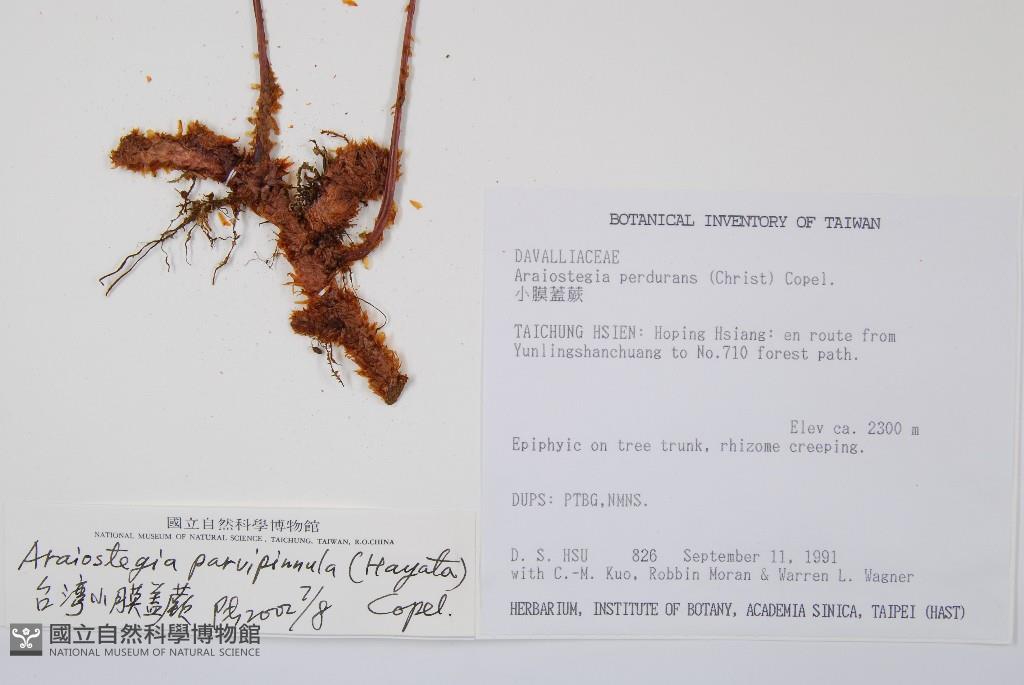 BOTANICAL INVENTORY OF TAIWAN
DAVALLIACEAE
Araiostegia perdurans (Christ) Copel.
小膜蓋蕨
TAICHUNG HSIEN: Hoping Hsiang: en route from
Yunlingshanchuang to No.710 forest path.
Elev ca. 2300 m
Epiphyic on tree trunk, rhizome creeping.
DUPS: PTBG,NMNS.
D. S. HSU 826 September 11, 1991
with C.-M. Kuo, Robbin Moran & Warren L. Wagner
HERBARIUM, INSTITUTE OF BOTANY, ACADEMIA SINICA, TAIPEI (HAST)
國立自然科學博物館
NATIONAL MUSEUM OF NATURAL SCIENCE, TAICHUNG, TAIWAN, R.O.CHINA
Araiostegia parvipinnula (Hayata)
台灣小膜蓋蕨 2002 7/8 Copel.
國立自然科學博物館
NATIONAL MUSEUM OF NATURAL SCIENCE